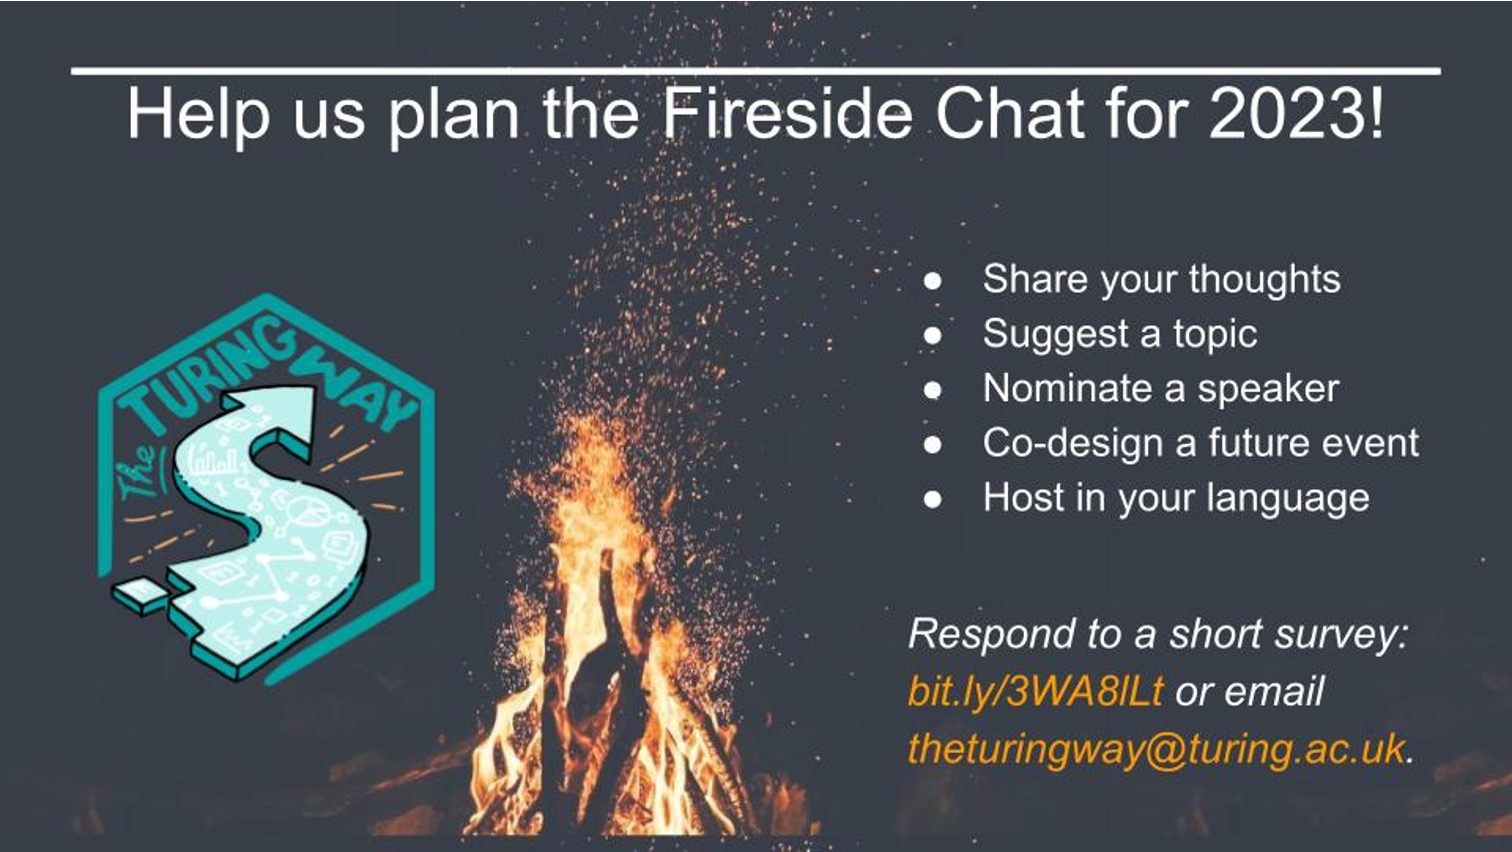 Help us plan the Fireside Chat for 2023!
The TURING WAY
● Share your thoughts
● Suggest a topic
● Nominate a speaker
● Co-design a future event
● Host in your language
Respond to a short survey:
bit.ly/3WA8lLt or email
theturingway@turing.ac.uk.